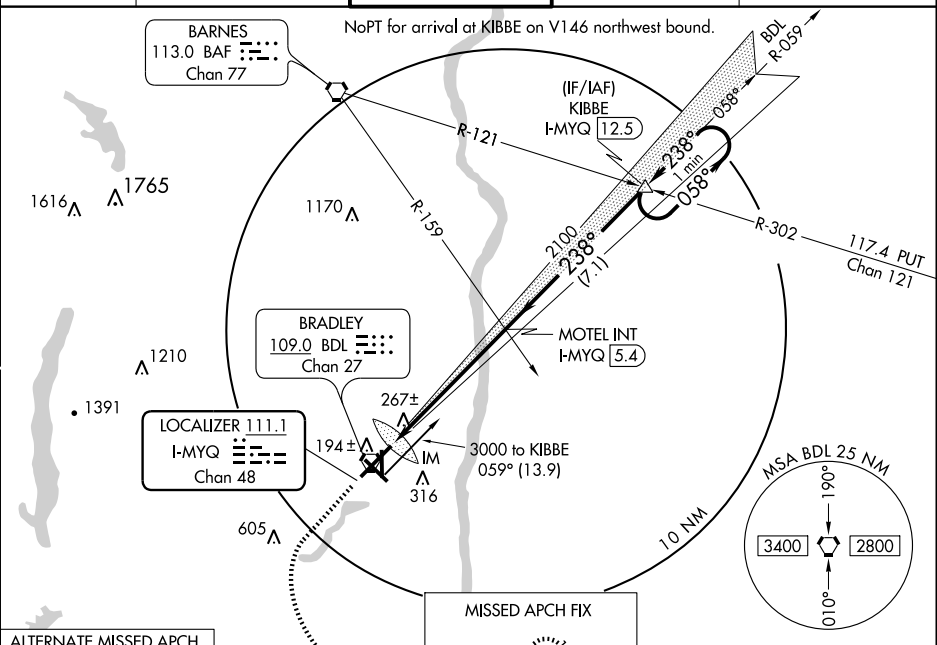 NoPT for arrival at KIBBE on V146 northwest bound.
BARNES
113.0 BAF
Chan 77
BDL
R-059
(IF/IAF)
KIBBE
I-MYQ 12.5
058°
R-121
238°
1 min
058°
1616
1765
1170
R-159
R-302
117.4 PUT
Chan 121
2100
238°
(7.1)
BRADLEY
109.0 BDL
Chan 27
MOTEL INT
I-MYQ 5.4
1210
1391
267±
LOCALIZER 111.1
I-MYQ
Chan 48
194±
IM
316
3000 to KIBBE
059° (13.9)
605
10 NM
MSA BDL 25 NM
190°
3400
2800
010°
MISSED APCH FIX
ALTERNATE MISSED APCH